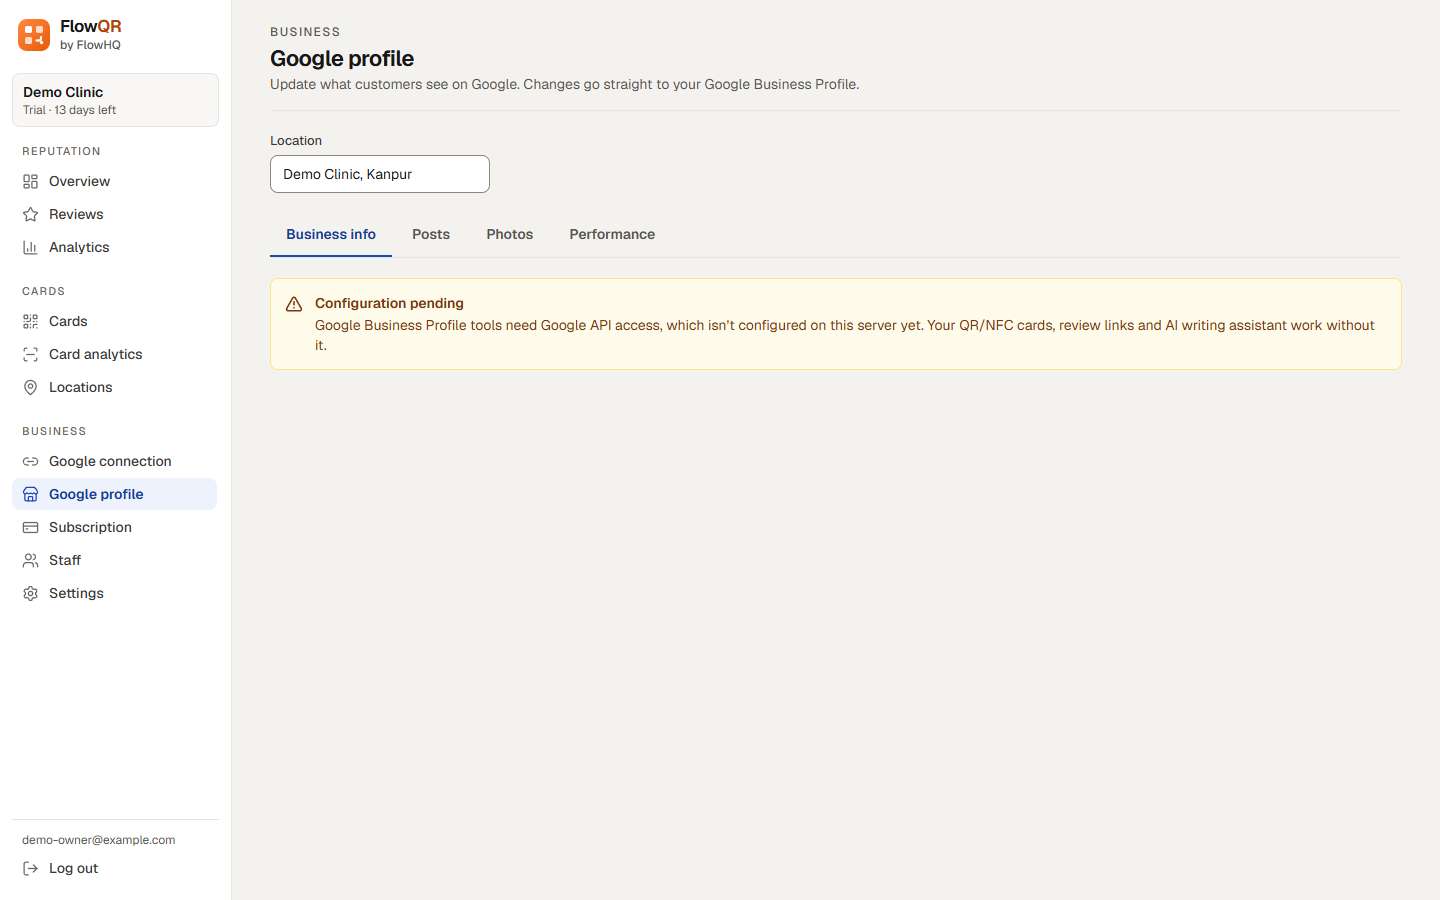 FlowQR
by FlowHQ
Demo Clinic
Trial · 13 days left
REPUTATION
Overview
Reviews
Analytics
CARDS
Cards
Card analytics
Locations
BUSINESS
Google connection
Google profile
Subscription
Staff
Settings
demo-owner@example.com
Log out
BUSINESS
Google profile
Update what customers see on Google. Changes go straight to your Google Business Profile.
Location
Demo Clinic, Kanpur
Business info
Posts
Photos
Performance
Configuration pending
Google Business Profile tools need Google API access, which isn't configured on this server yet. Your QR/NFC cards, review links and AI writing assistant work without
it.